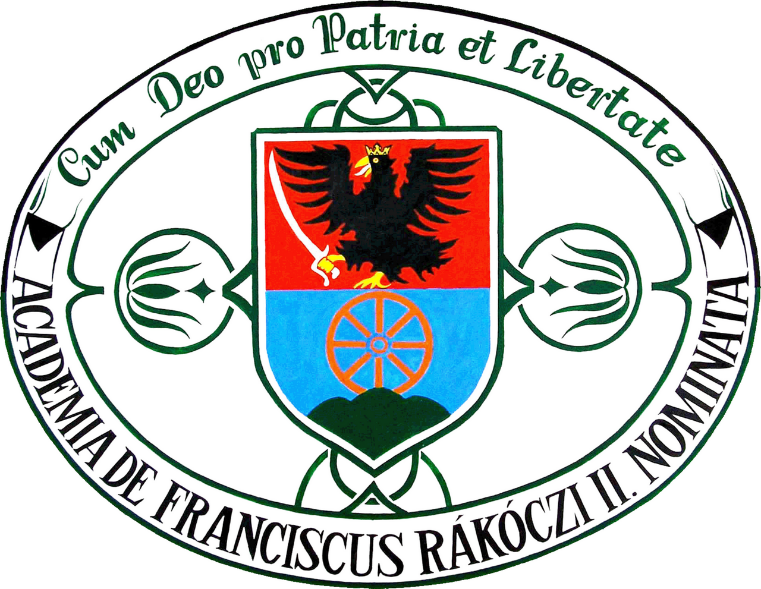 Cum Deo pro Patria et Libertate
ACADEMIA DE FRANCISCUS RÁKÓCZI II. NOMINATA